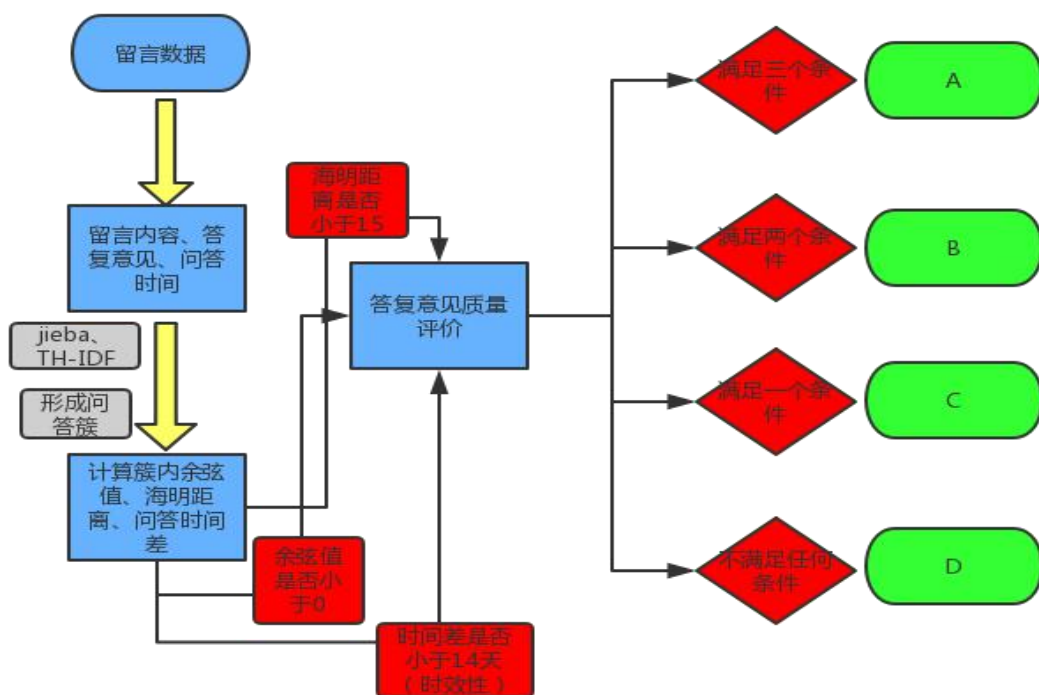 留言数据
留言内容、答
复意见、问答
时间
jieba、
TH-IDF
形成问
答簇
计算簇内余弦
值、海明距
离、问答时间
差
海明距
离是否
小于15
余弦值
是否小
于0
时间差是否
小于14天
（时效性）
答复意见质量
评价
满足三个条
件
A
满足两个条
件
B
满足一个条
件
C
不满足任何
条件
D